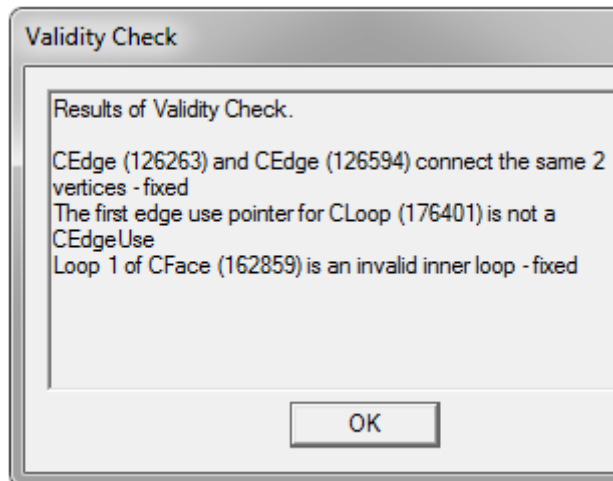 Validity Check
Results of Validity Check.
CEdge (126263) and CEdge (126594) connect the same 2
vertices - fixed
The first edge use pointer for CLoop (176401) is not a
CEdgeUse
Loop 1 of CFace (162859) is an invalid inner loop - fixed
OK